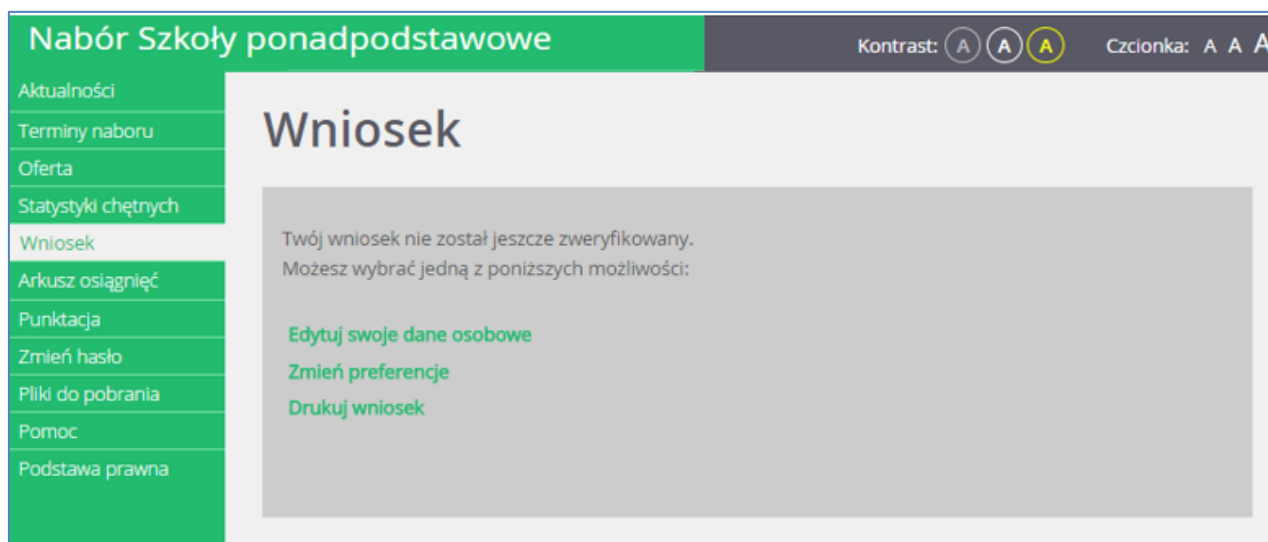 Nabór Szkoły ponadpodstawowe
Kontrast: A A A Czcionka: A A A
Aktualności
Terminy naboru
Oferta
Statystyki chętnych
Wniosek
Arkusz osiągnięć
Punktacja
Zmień hasło
Pliki do pobrania
Pomoc
Podstawa prawna
Wniosek
Twój wniosek nie został jeszcze zweryfikowany.
Możesz wybrać jedną z poniższych możliwości:
Edytuj swoje dane osobowe
Zmień preferencje
Drukuj wniosek